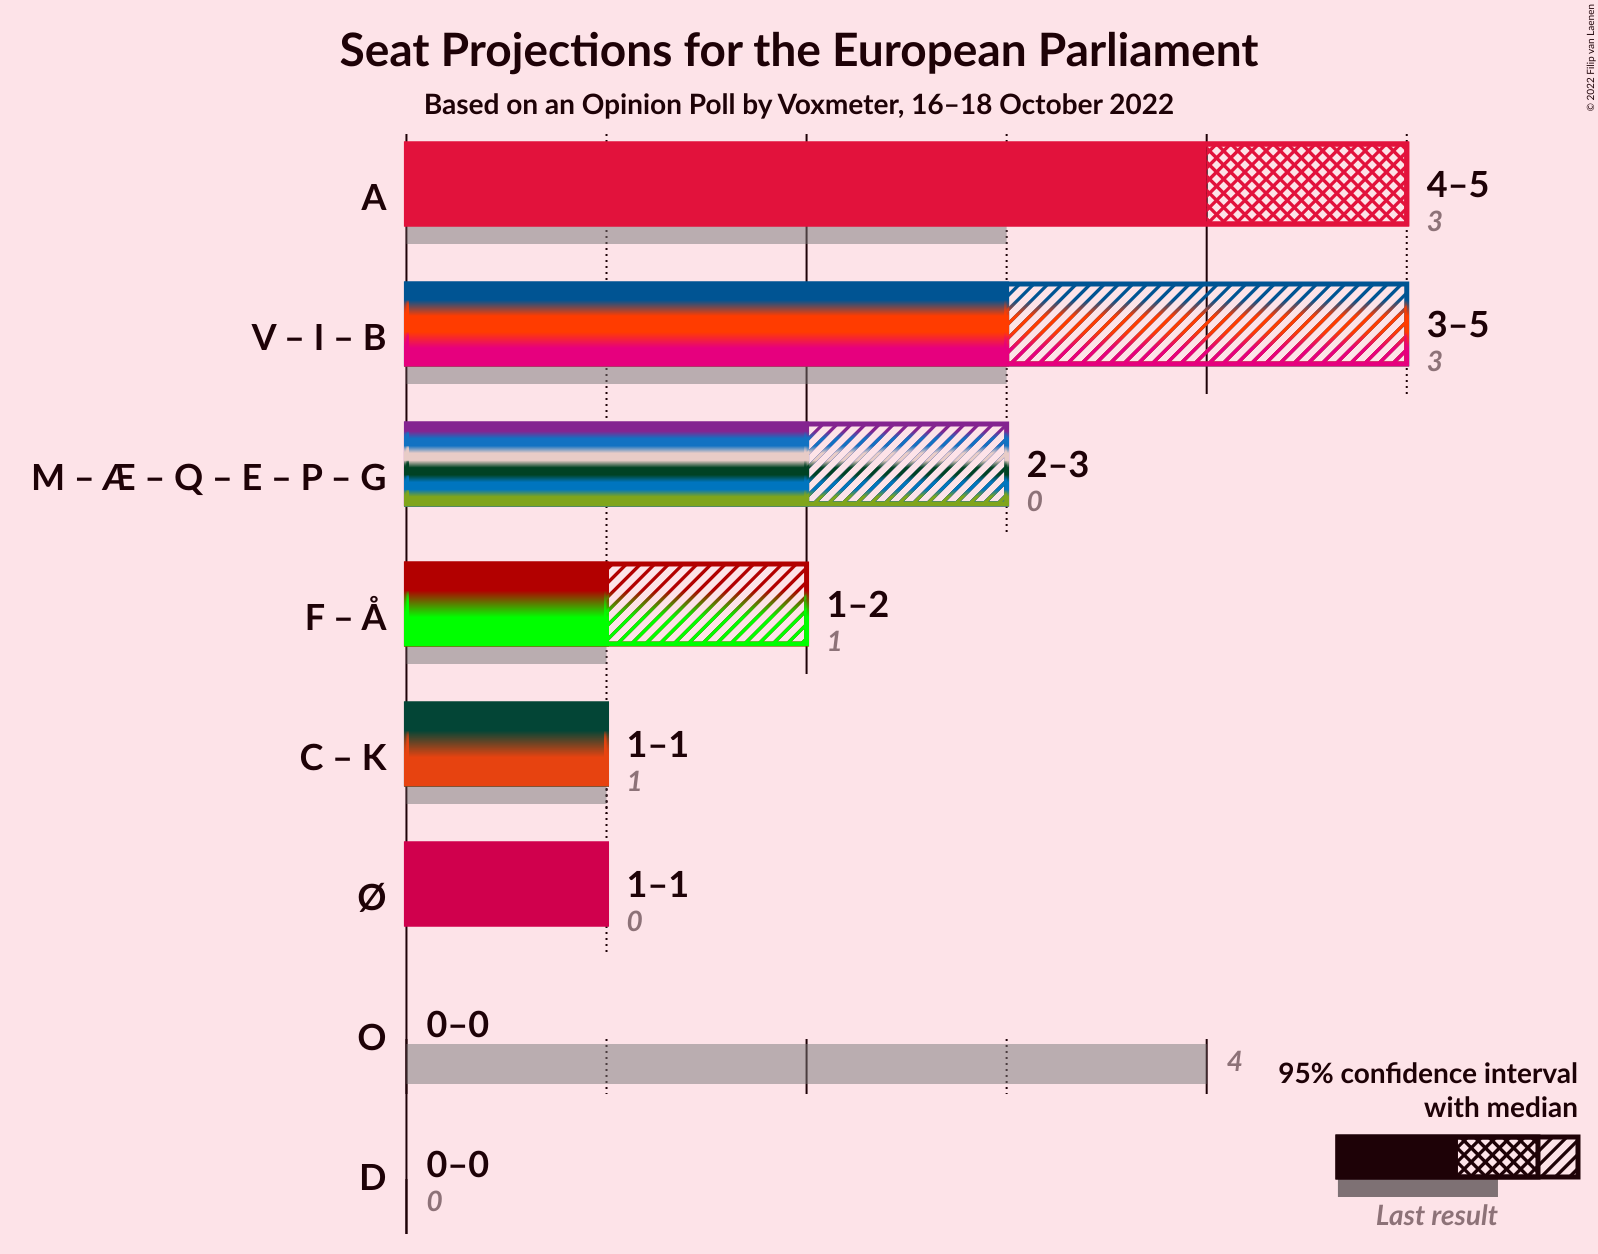 Seat Projections for the European Parliament
Based on an Opinion Poll by Voxmeter, 16–18 October 2022
© 2022 Filip van Laenen
A
4–5
3
V – I – B
3–5
3
M – Æ – Q – E – P – G
2–3
0
F – Å
1–2
1
C – K
1–1
1
Ø
1–1
0
O
0–0
4
D
0–0
0
95% confidence interval
with median
Last result